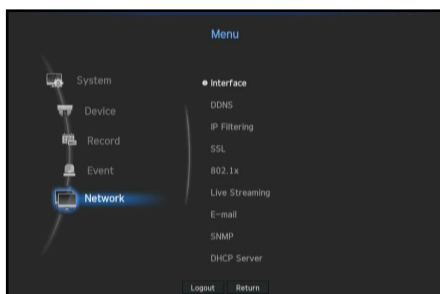 Menu
System
Device
Record
Event
Network
Interface
DDNS
IP Filtering
SSL
802.1x
Live Streaming
E-mail
SNMP
DHCP Server
Logout Return